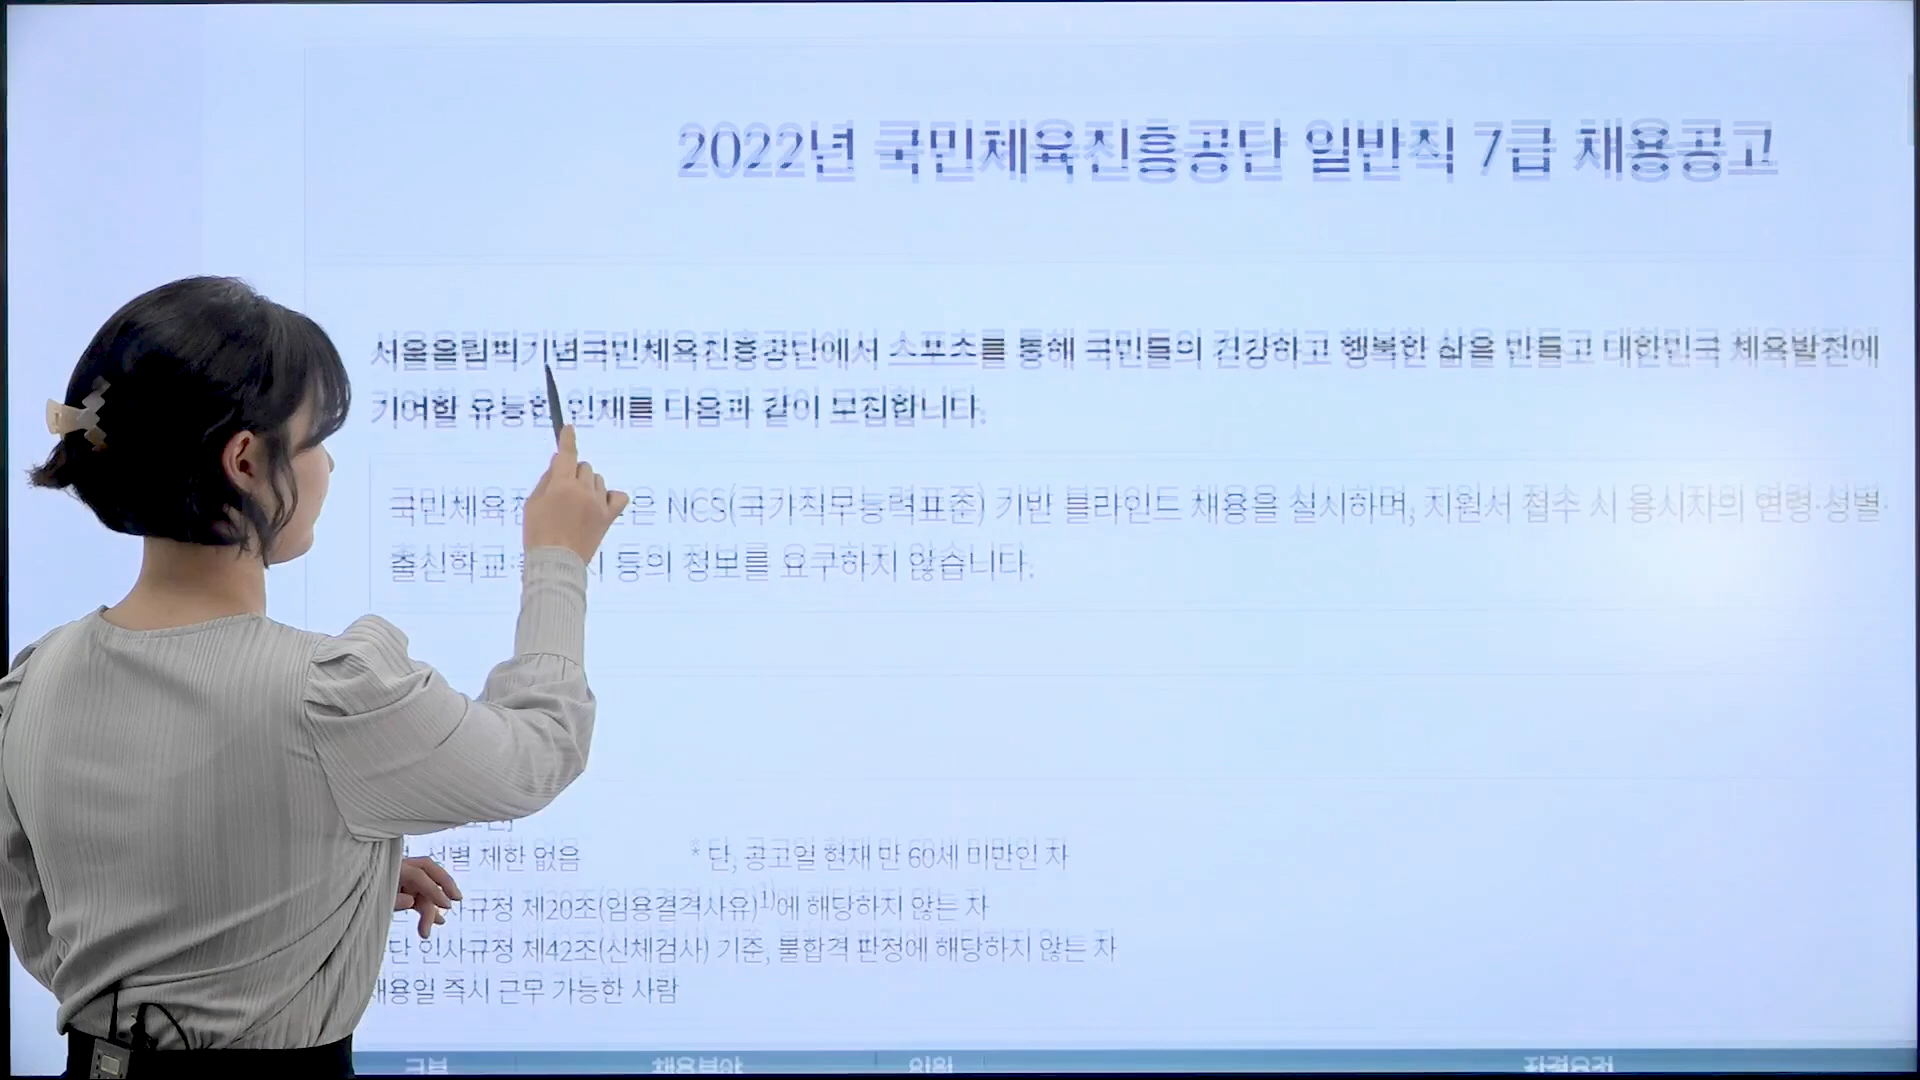 2022년 국민체육진흥공단 일반직 7급 채용공고
서울올림픽기념국민체육진흥공단에서 스포츠를 통해 국민들의 건강하고 행복한 삶을 만들고 대한민국 체육발전에
기여할 유능한 인재를 다음과 같이 모집합니다.
국민체육 은 NCS(국가직무능력표준) 기반 블라인드 채용을 실시하며, 지원서 접수 시 응시자의 연령·성별·
출신학교· 등의 정보를 요구하지 않습니다.
성별 제한 없음 * 단, 공고일 현재 만 60세 미만인 자
인사규정 제20조(임용결격사유)1)에 해당하지 않는 자
단 인사규정 제42조(신체검사) 기준, 불합격 판정에 해당하지 않는 자
채용일 즉시 근무 가능한 사람
구분 채용분야 인원 자격요건